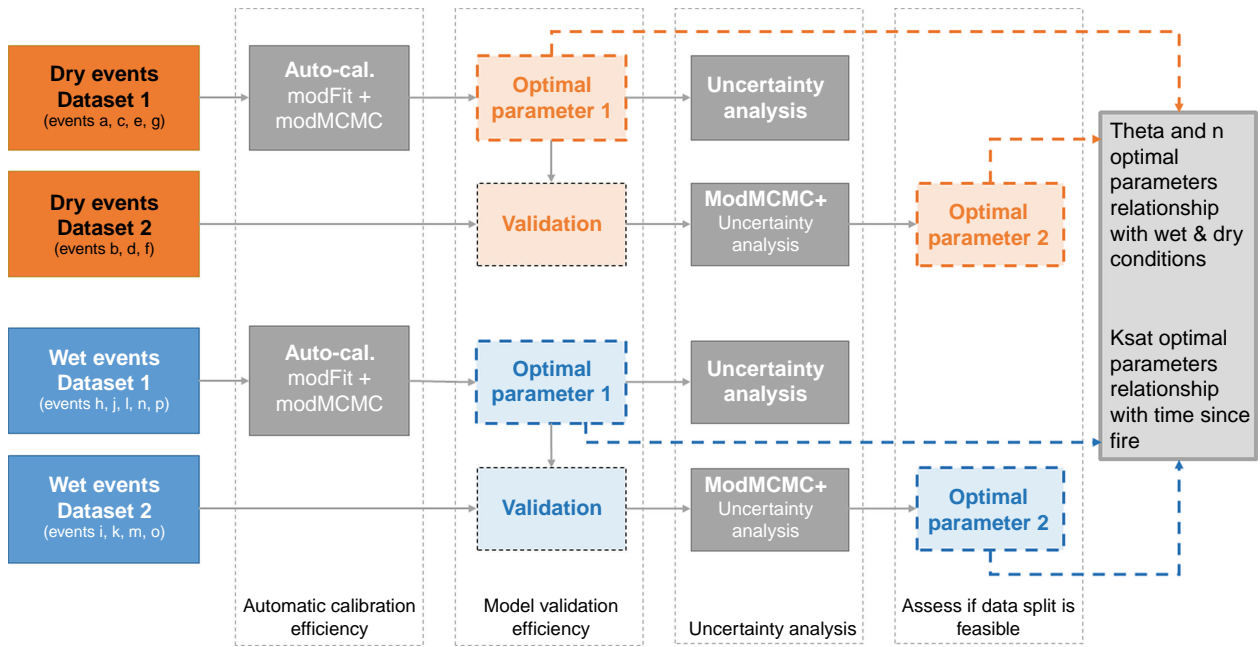 Dry events
Dataset 1
(events a, c, e, g)
Auto-cal.
modFit +
modMCMC
Optimal
parameter 1
Uncertainty
analysis
Dry events
Dataset 2
(events b, d, f)
Validation
ModMCMC+
Uncertainty
analysis
Optimal
parameter 2
Wet events
Dataset 1
(events h, j, l, n, p)
Auto-cal.
modFit +
modMCMC
Optimal
parameter 1
Uncertainty
analysis
Wet events
Dataset 2
(events i, k, m, o)
Validation
ModMCMC+
Uncertainty
analysis
Optimal
parameter 2
Theta and n
optimal
parameters
relationship
with wet & dry
conditions
Ksat optimal
parameters
relationship
with time since
fire
Automatic calibration
efficiency
Model validation
efficiency
Uncertainty analysis
Assess if data split is
feasible